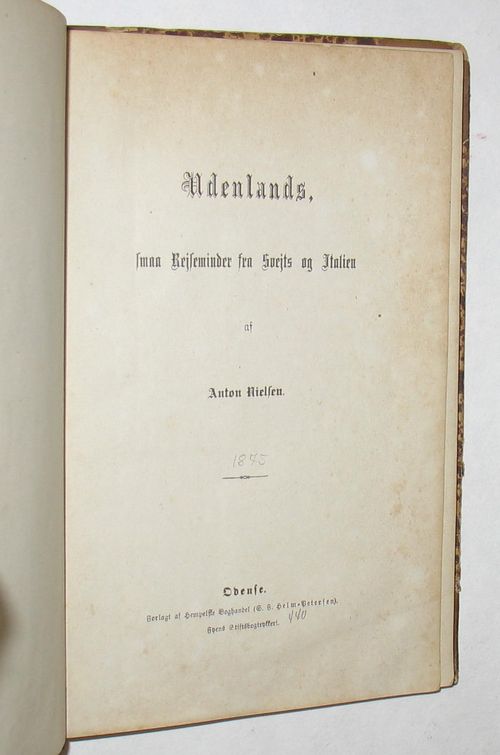 Udenlands,
smaa Rejseminder fra Svejts og Italien
af
Anton Nielsen.
1875
Odense.
Forlagt af Hempelske Boghandel (G. B. Helm-Petersen).
Fyens Stiftsbogtrykkeri.